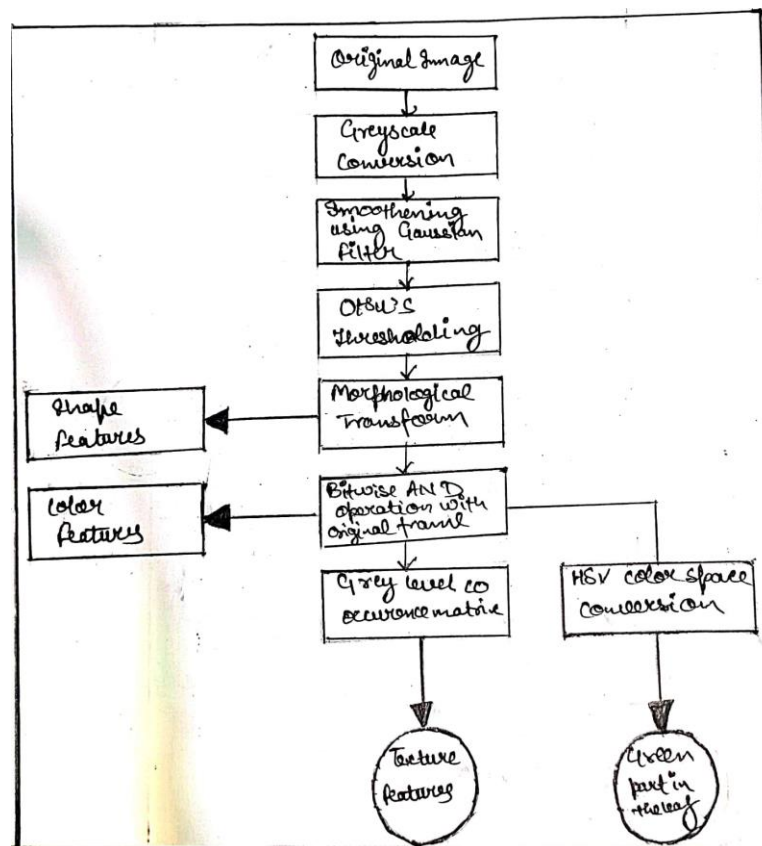 Original Image
Greyscale
Conversion
Smoothening
using Gaussian
filter
OTSU'S
Thresholding
Morphological
Transform
Shape
features
Bitwise AND
operation with
original frame
Color
features
Grey level co
occurence matrix
HSV color space
conversion
Texture
features
Green
part in
the leaf